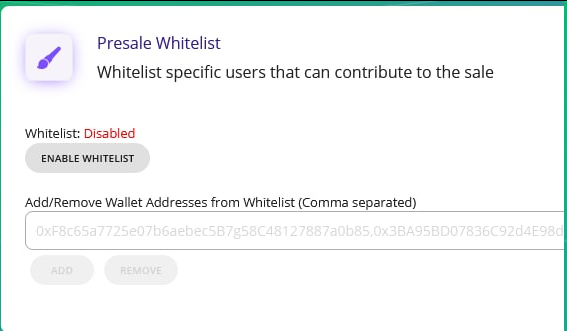 Presale Whitelist
Whitelist specific users that can contribute to the sale
Whitelist: Disabled
ENABLE WHITELIST
Add/Remove Wallet Addresses from Whitelist (Comma separated)
0xF8c65a7725e07b6aebec5B7g58C48127887a0b85,0x3BA95BD07836C92d4E98d
ADD REMOVE